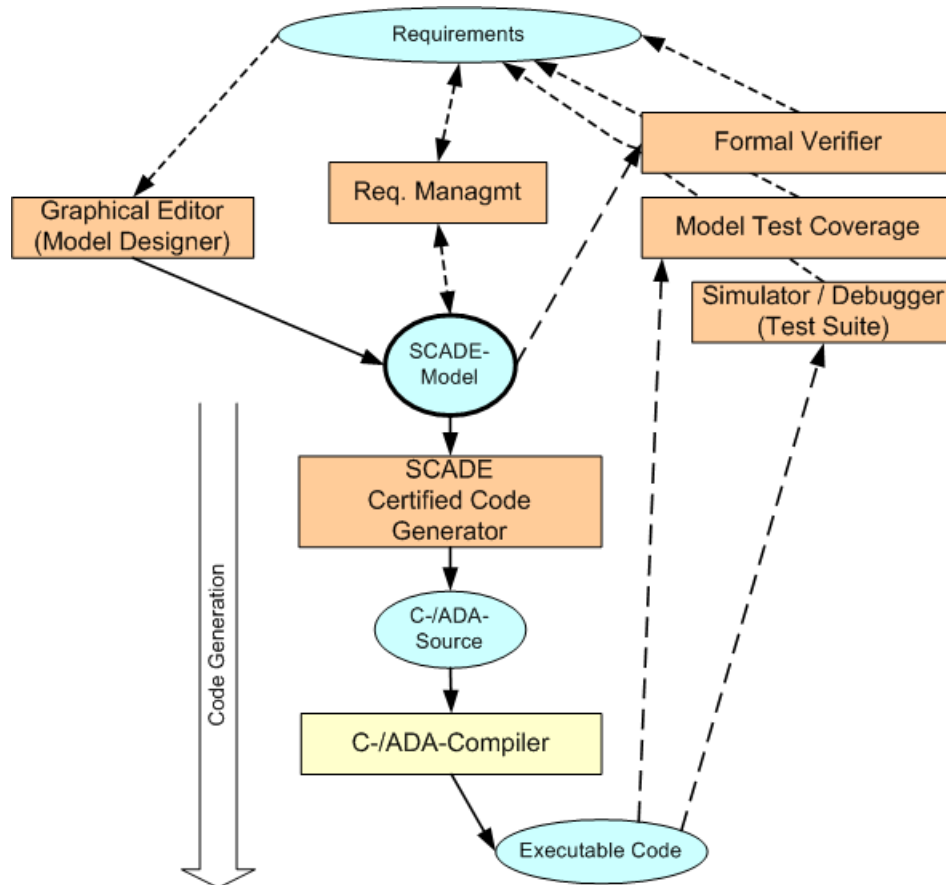 Requirements
Formal Verifier
Graphical Editor
(Model Designer)
Req. Managmt
Model Test Coverage
Simulator / Debugger
(Test Suite)
SCADE-
Model
SCADE
Certified Code
Generator
Code Generation
C-/ADA-
Source
C-/ADA-Compiler
Executable Code